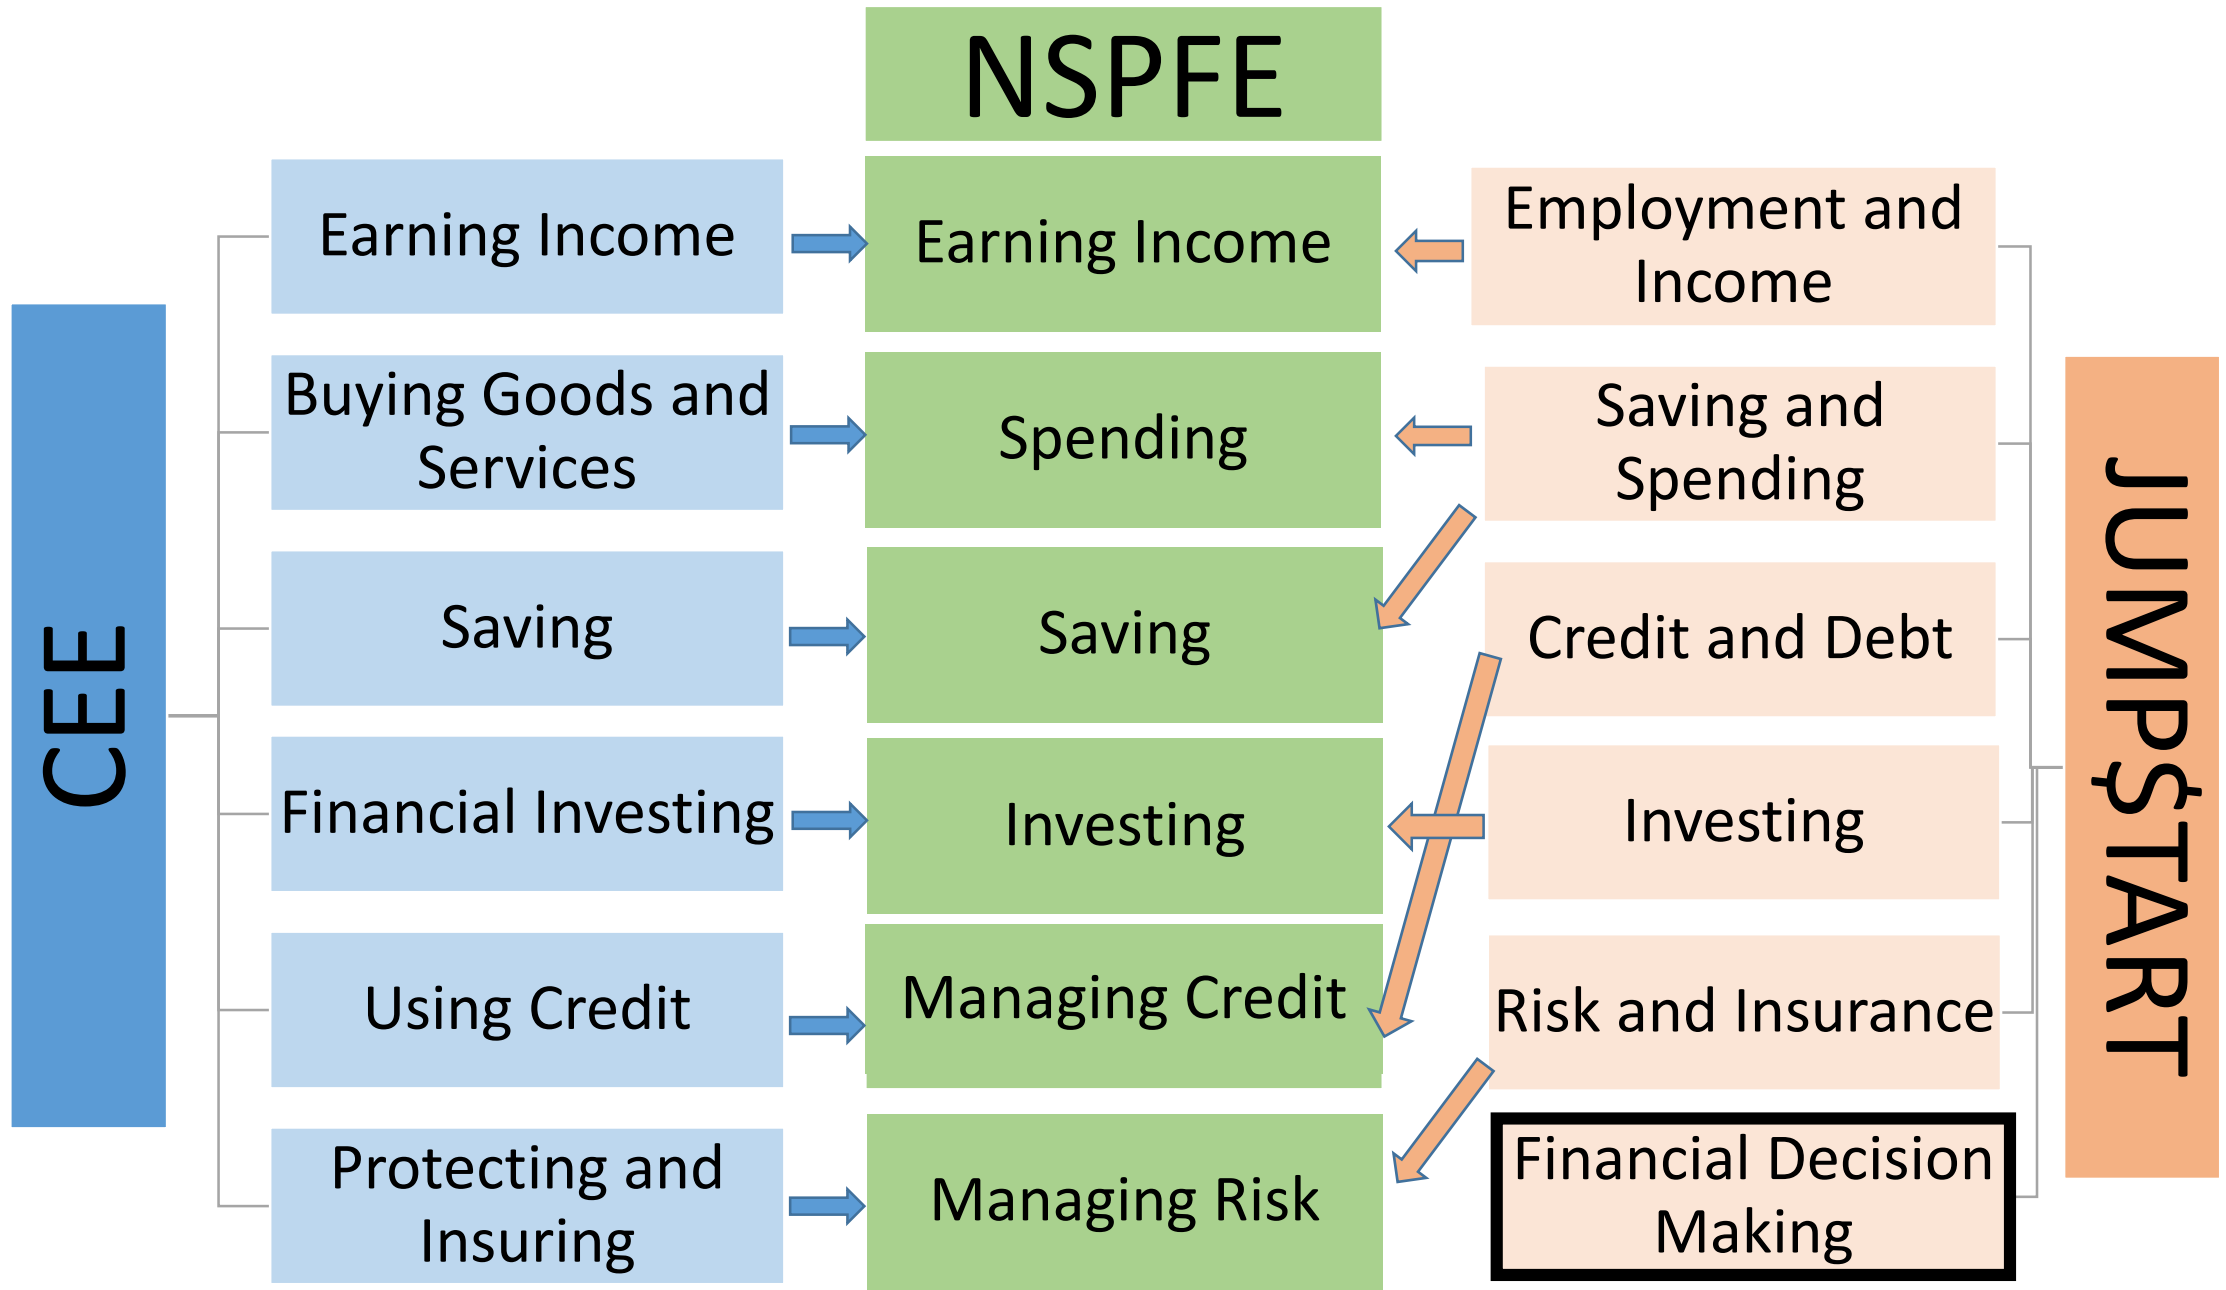 NSPFE
CEE
Earning Income
Buying Goods and
Services
Saving
Financial Investing
Using Credit
Protecting and
Insuring
Earning Income
Spending
Saving
Investing
Managing Credit
Managing Risk
Employment and
Income
Saving and
Spending
Credit and Debt
Investing
Risk and Insurance
Financial Decision
Making
JUMP$TART